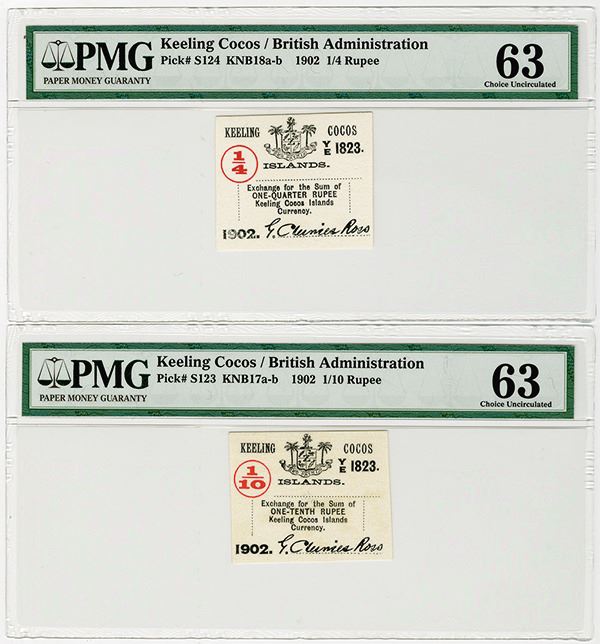 PMG
PAPER MONEY GUARANTY
Keeling Cocos / British Administration
Pick# S124 KNB18a-b 1902 1/4 Rupee
63
Choice Uncirculated
KEELING COCOS
1/4
YE 1823.
ISLANDS.
Exchange for the Sum of
ONE-QUARTER RUPEE
Keeling Cocos Islands
Currency.
1902. G. Clunies Ross
PMG
PAPER MONEY GUARANTY
Keeling Cocos / British Administration
Pick# S123 KNB17a-b 1902 1/10 Rupee
63
Choice Uncirculated
KEELING COCOS
1/10
YE 1823.
ISLANDS.
Exchange for the Sum of
ONE-TENTH RUPEE
Keeling Cocos Islands
Currency.
1902. G. Clunies Ross